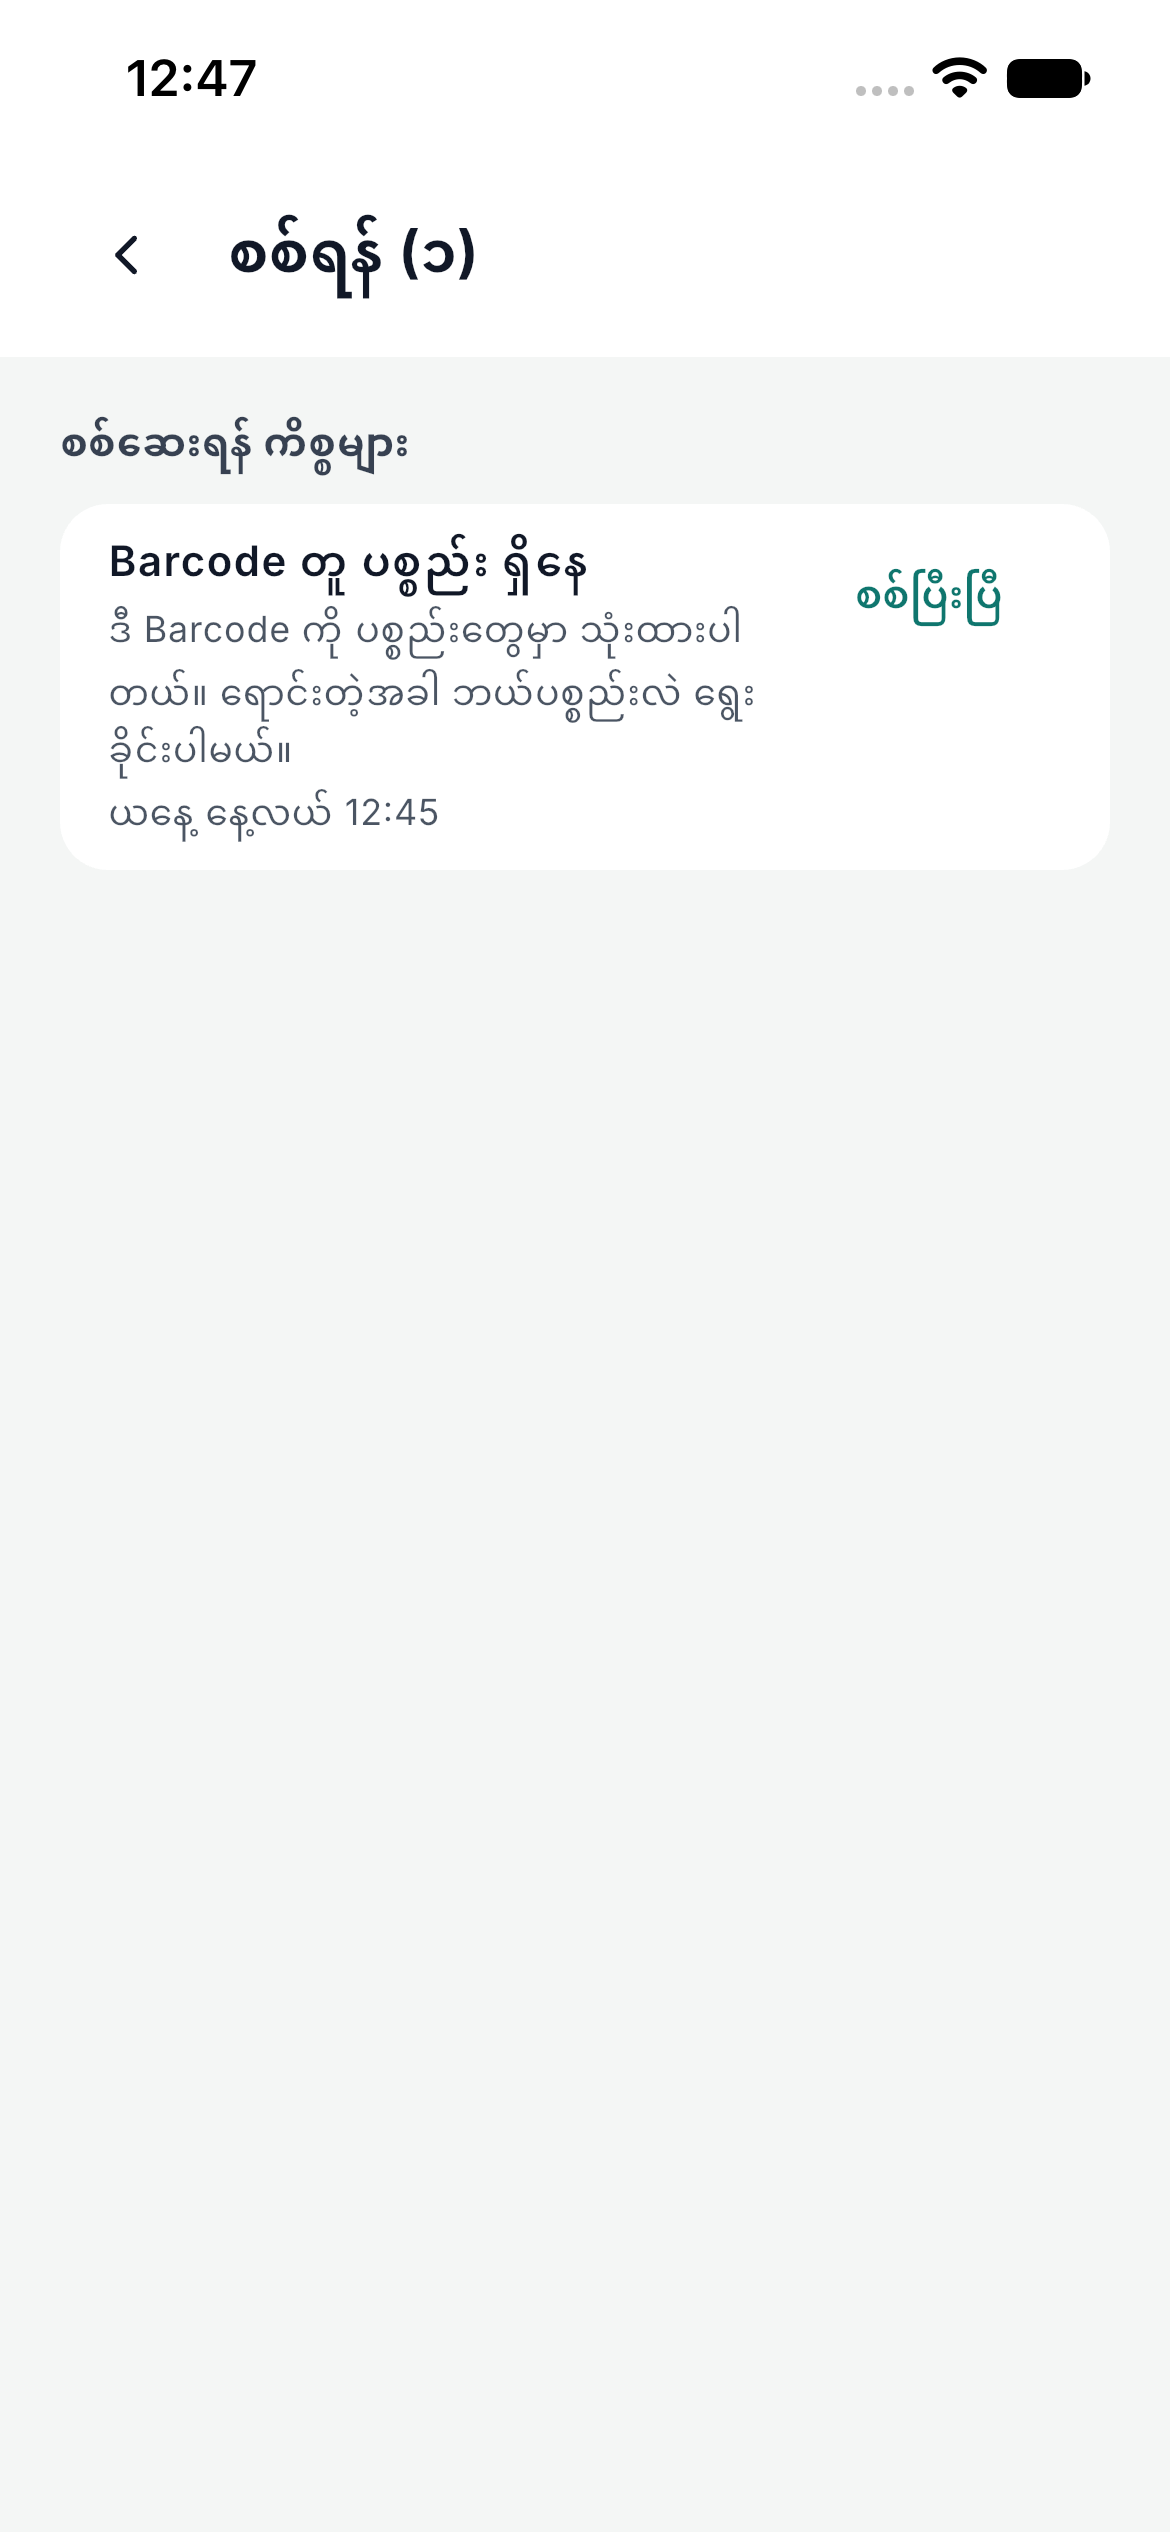 12:47
စစ်ရန် (၁)
စစ်ဆေးရန် ကိစ္စများ
Barcode တူ ပစ္စည်း ရှိနေ
စစ်ပြီးပြီ
ဒီ Barcode ကို ပစ္စည်းတွေမှာ သုံးထားပါ
တယ်။ ရောင်းတဲ့အခါ ဘယ်ပစ္စည်းလဲ ရွေး
ခိုင်းပါမယ်။
ယနေ့ နေ့လယ် 12:45